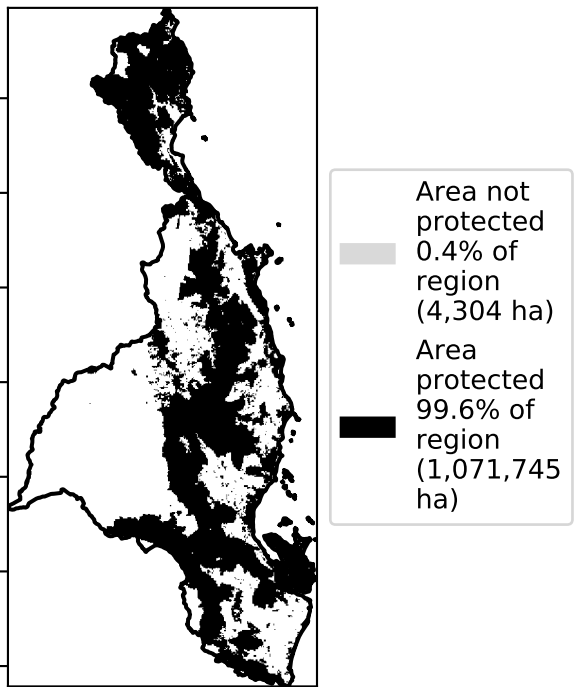 Area not
protected
0.4% of
region
(4,304 ha)
Area
protected
99.6% of
region
(1,071,745
ha)